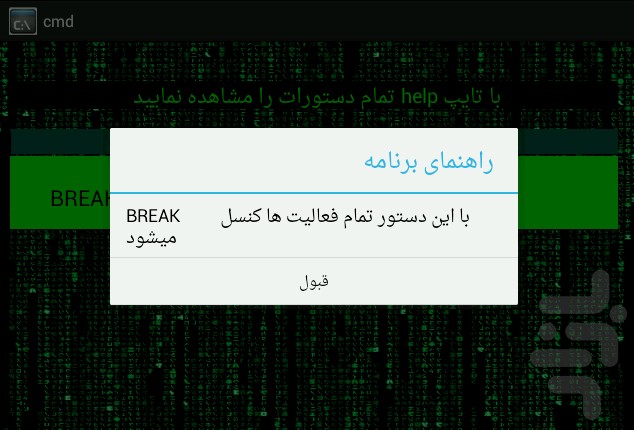 cmd
با تایپ help تمام دستورات را مشاهده نمایید
راهنمای برنامه
BREAK با این دستور تمام فعالیت ها کنسل
میشود
قبول